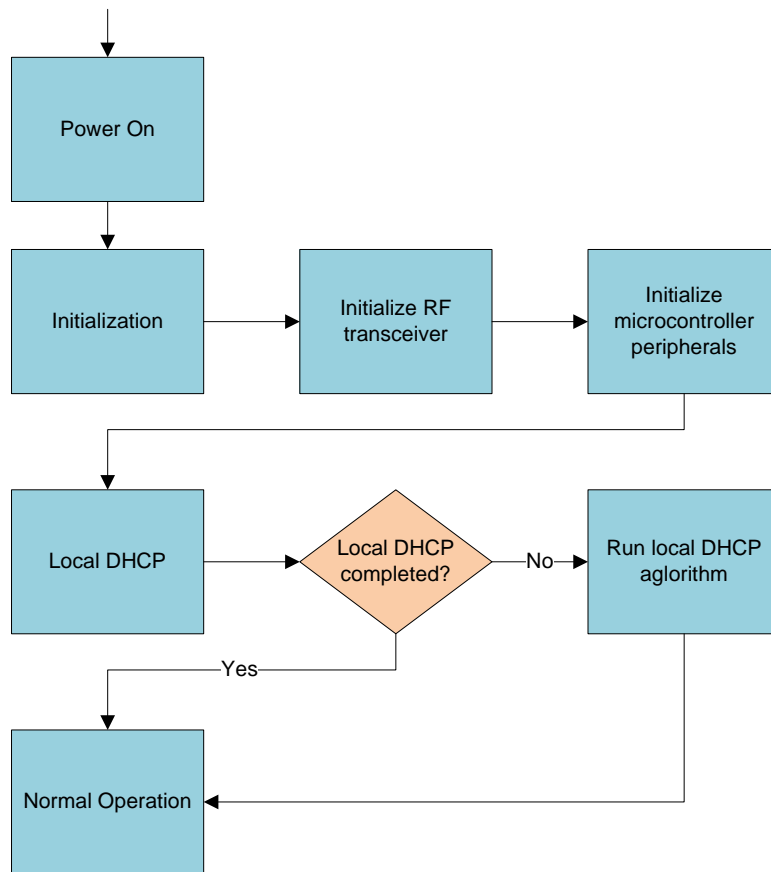 Power On
Initialization
Initialize RF
transceiver
Initialize
microcontroller
peripherals
Local DHCP
Local DHCP
completed?
No
Run local DHCP
aglorithm
Yes
Normal Operation